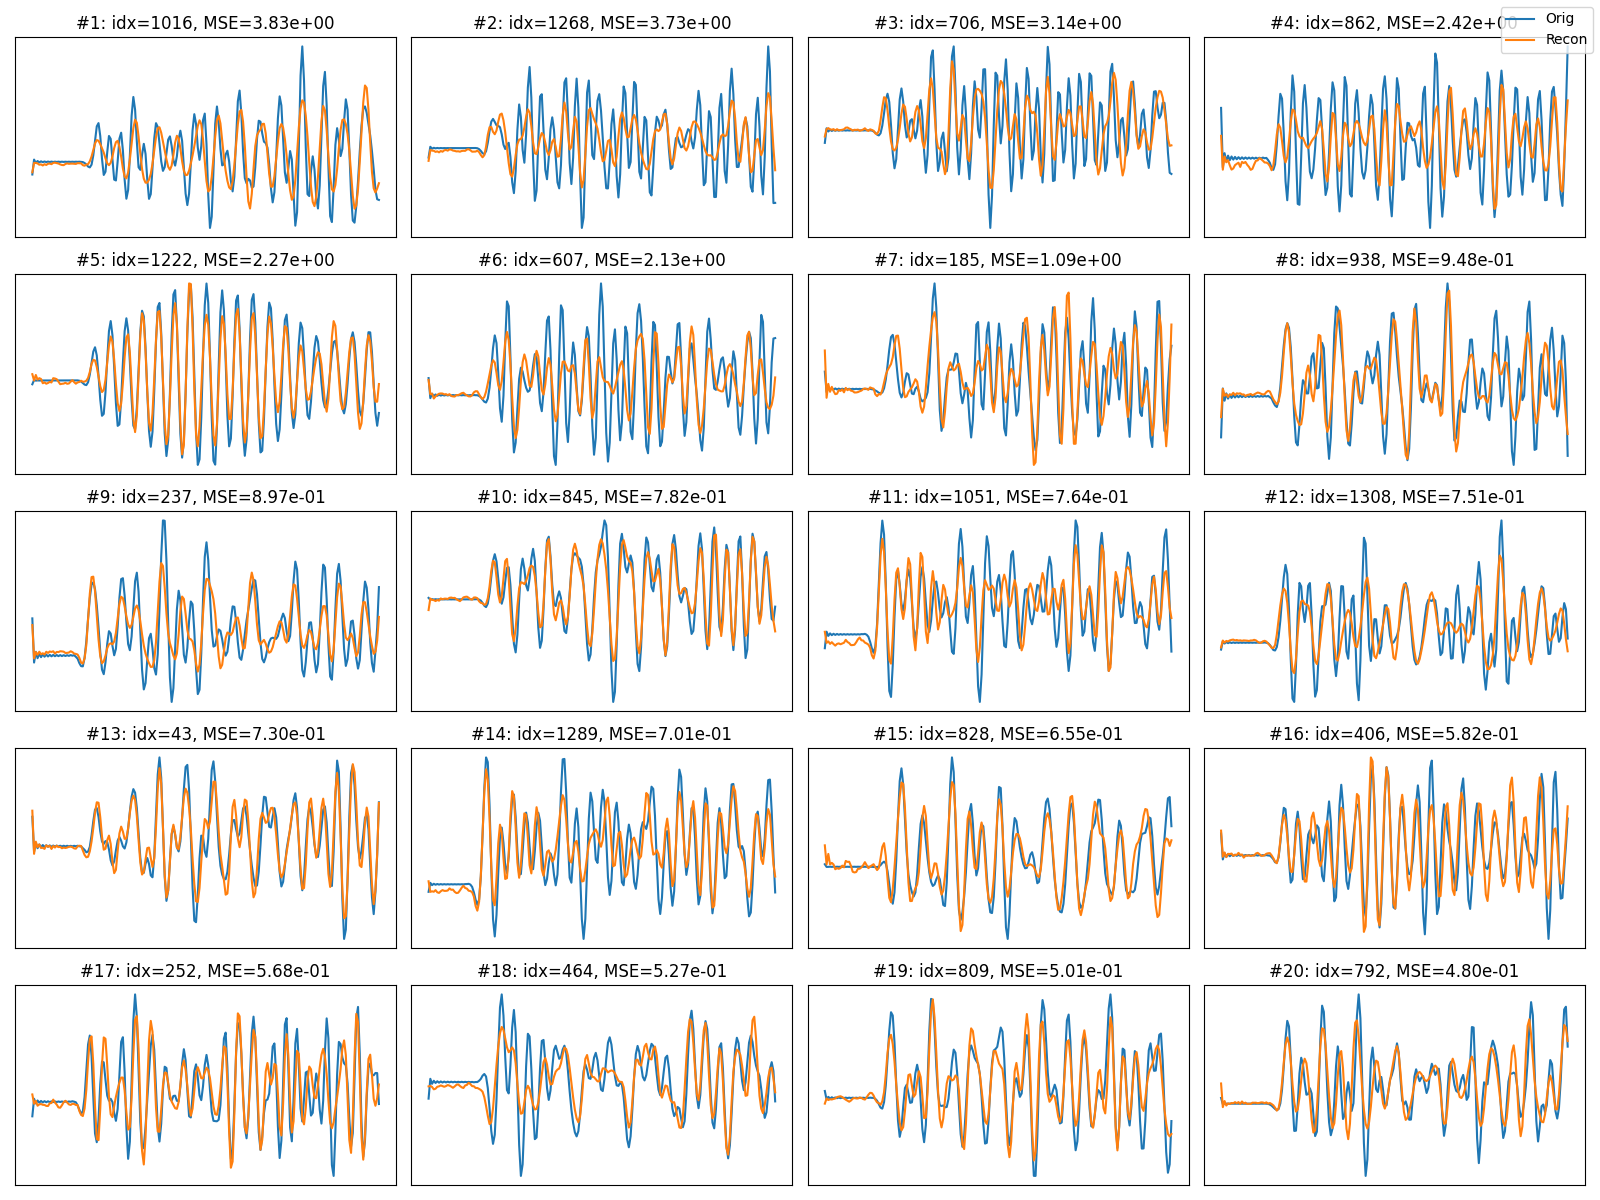 #1: idx=1016, MSE=3.83e+00
#2: idx=1268, MSE=3.73e+00
#3: idx=706, MSE=3.14e+00
#4: idx=862, MSE=2.42e+00
Orig
Recon
#5: idx=1222, MSE=2.27e+00
#6: idx=607, MSE=2.13e+00
#7: idx=185, MSE=1.09e+00
#8: idx=938, MSE=9.48e-01
#9: idx=237, MSE=8.97e-01
#10: idx=845, MSE=7.82e-01
#11: idx=1051, MSE=7.64e-01
#12: idx=1308, MSE=7.51e-01
#13: idx=43, MSE=7.30e-01
#14: idx=1289, MSE=7.01e-01
#15: idx=828, MSE=6.55e-01
#16: idx=406, MSE=5.82e-01
#17: idx=252, MSE=5.68e-01
#18: idx=464, MSE=5.27e-01
#19: idx=809, MSE=5.01e-01
#20: idx=792, MSE=4.80e-01